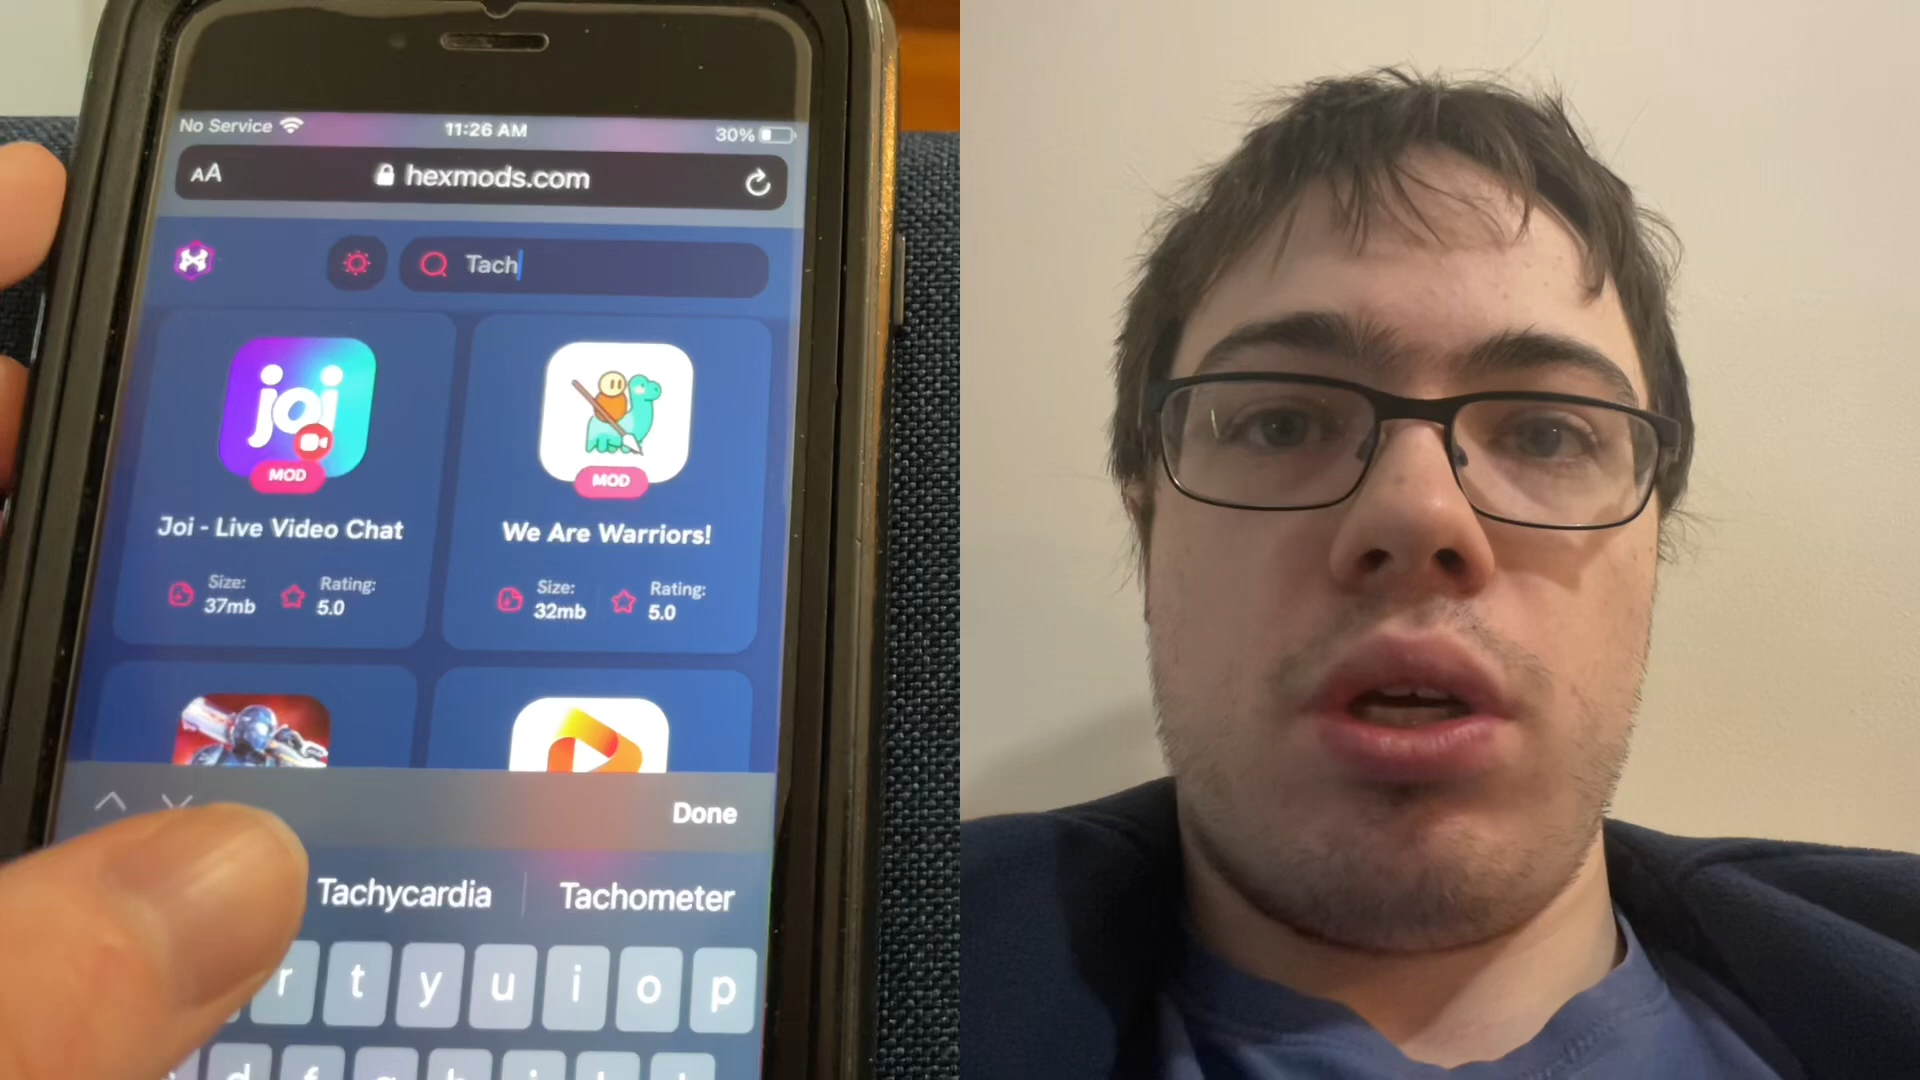 No Service 11:26 AM 30%
AA hexmods.com
Tach
joi
MOD MOD
Joi - Live Video Chat We Are Warriors!
Size: Rating: Size: Rating:
37mb 5.0 32mb 5.0
Done
Tachycardia Tachometer
r t y u i o p